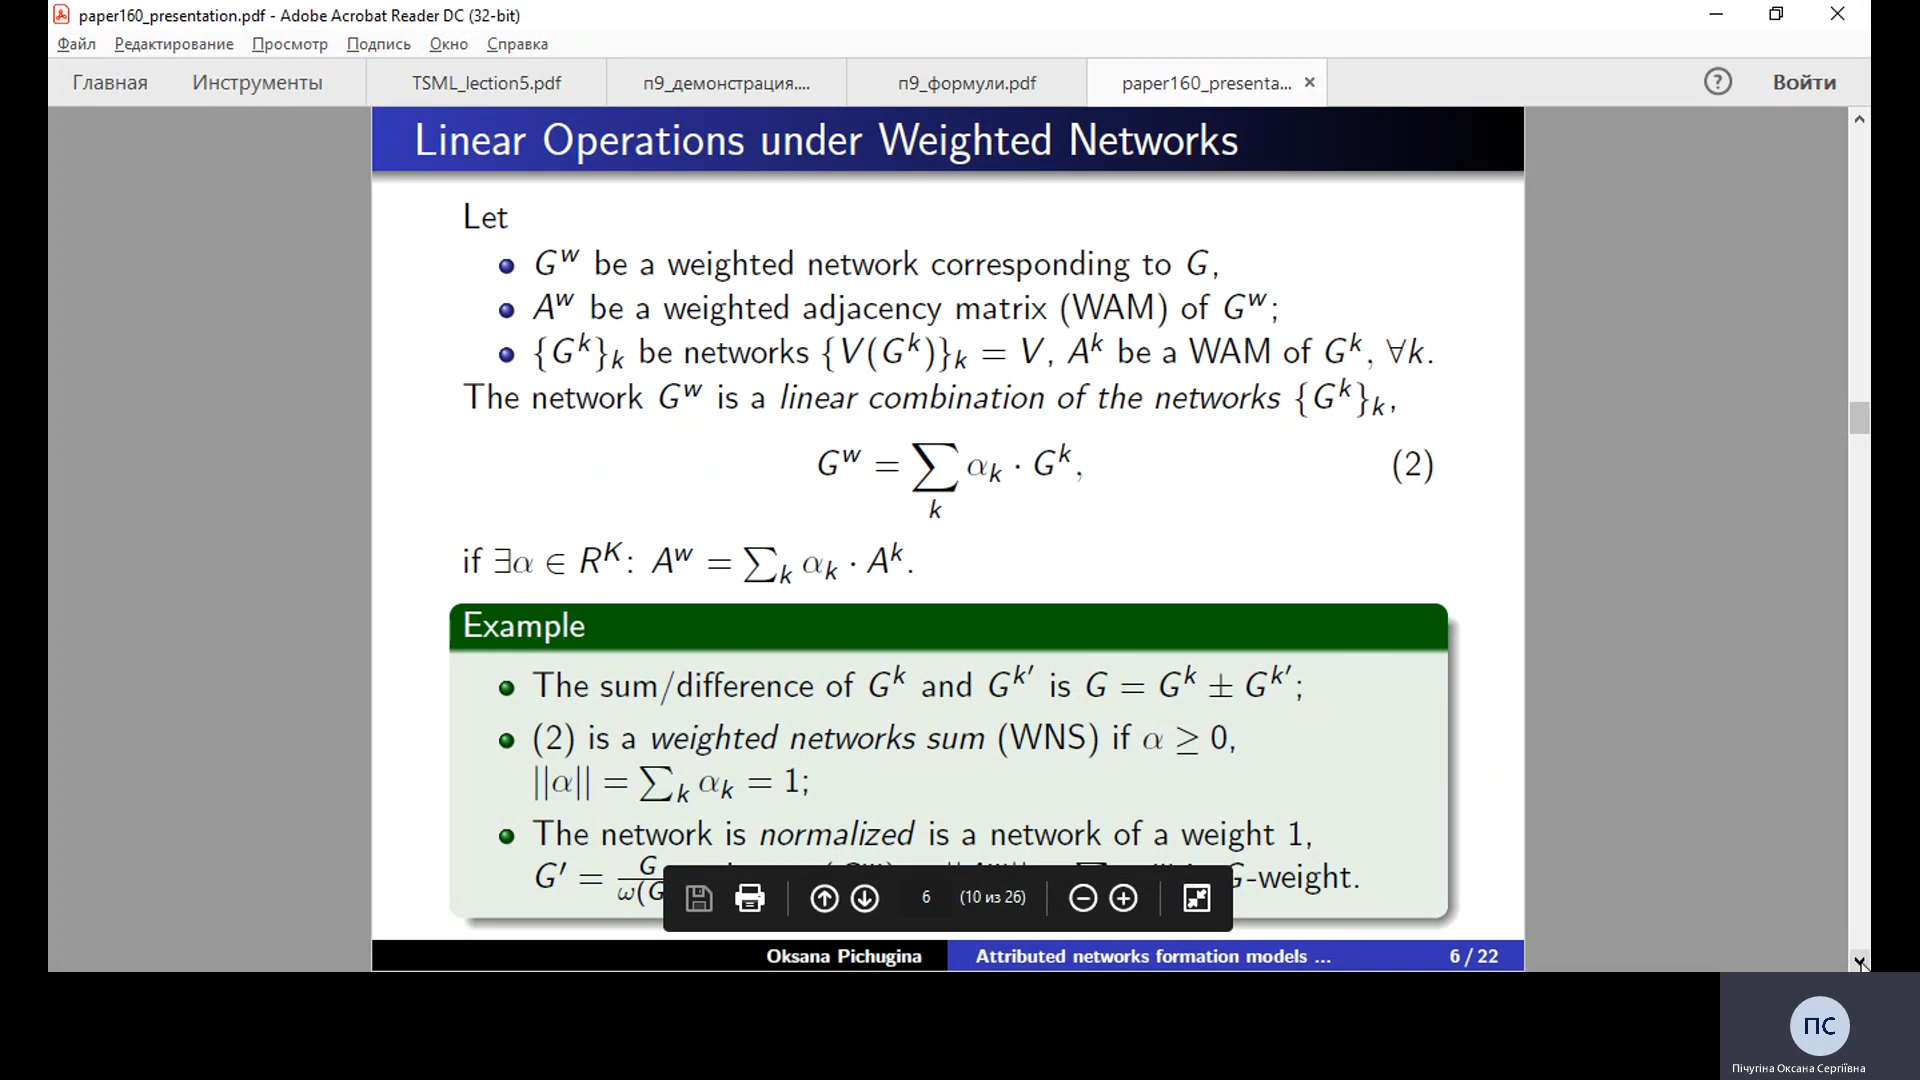 paper160_presentation.pdf - Adobe Acrobat Reader DC (32-bit)
Файл Редактирование Просмотр Подпись Окно Справка
Главная Инструменты TSML_lection5.pdf п9_демонстрация.... п9_формули.pdf paper160_presenta... × ? Войти
Linear Operations under Weighted Networks
Let
G^w be a weighted network corresponding to G,
A^w be a weighted adjacency matrix (WAM) of G^w;
{G^k}_k be networks {V(G^k)}_k = V, A^k be a WAM of G^k, ∀k.
The network G^w is a linear combination of the networks {G^k}_k,
G^w = ∑_k α_k · G^k, (2)
if ∃α ∈ R^K: A^w = ∑_k α_k · A^k.
Example
The sum/difference of G^k and G^k′ is G = G^k ± G^k′;
(2) is a weighted networks sum (WNS) if α ≥ 0,
||α|| = ∑_k α_k = 1;
The network is normalized is a network of a weight 1,
G′ = G/ω(G G-weight.
6 (10 из 26)
Oksana Pichugina Attributed networks formation models ... 6 / 22
ПС
Пічугіна Оксана Сергіївна